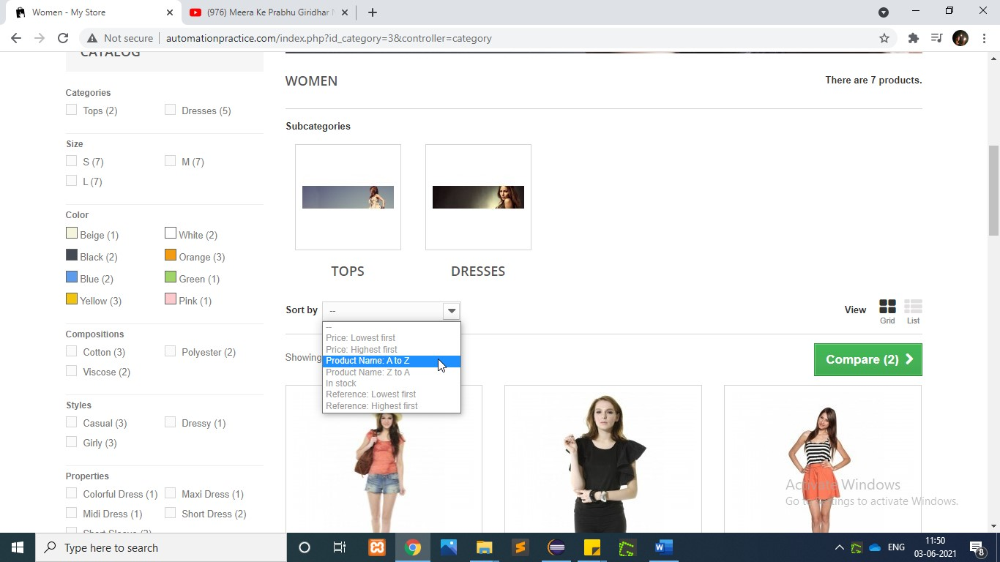 Women - My Store
(976) Meera Ke Prabhu Giridhar
Not secure
automationpractice.com/index.php?id_category=3&controller=category
CATALOG
Categories
Tops (2)
Dresses (5)
Size
S (7)
M (7)
L (7)
Color
Beige (1)
White (2)
Black (2)
Orange (3)
Blue (2)
Green (1)
Yellow (3)
Pink (1)
Compositions
Cotton (3)
Polyester (2)
Viscose (2)
Styles
Casual (3)
Dressy (1)
Girly (3)
Properties
Colorful Dress (1)
Maxi Dress (1)
Midi Dress (1)
Short Dress (2)
WOMEN
There are 7 products.
Subcategories
TOPS
DRESSES
Sort by
--
View
Grid
List
--
Price: Lowest first
Price: Highest first
Product Name: A to Z
Product Name: Z to A
In stock
Reference: Lowest first
Reference: Highest first
Showing
Compare (2)
Activate Windows
Go to Settings to activate Windows.
Type here to search
ENG
11:50
03-06-2021
8